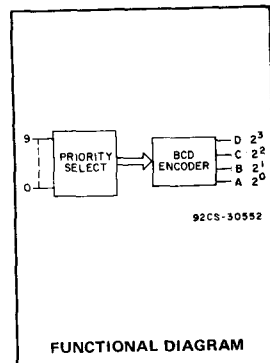 9
0
PRIORITY
SELECT
BCD
ENCODER
D 2³
C 2²
B 2¹
A 2⁰
92CS-30552
FUNCTIONAL DIAGRAM